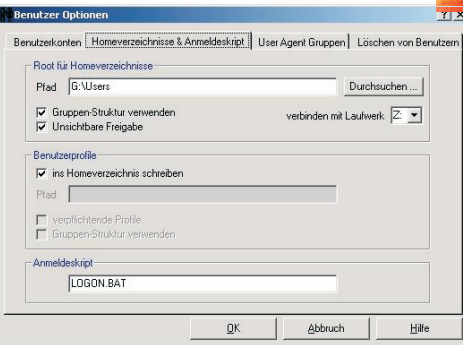 Benutzer Optionen
Benutzerkonten Homeverzeichnisse & Anmeldeskript User Agent Gruppen Löschen von Benutzern
Root für Homeverzeichnisse
Pfad G:\Users Durchsuchen ...
Gruppen-Struktur verwenden verbinden mit Laufwerk Z:
Unsichtbare Freigabe
Benutzerprofile
ins Homeverzeichnis schreiben
Pfad
verpflichtende Profile
Gruppen-Struktur verwenden
Anmeldeskript
LOGON.BAT
OK Abbruch Hilfe